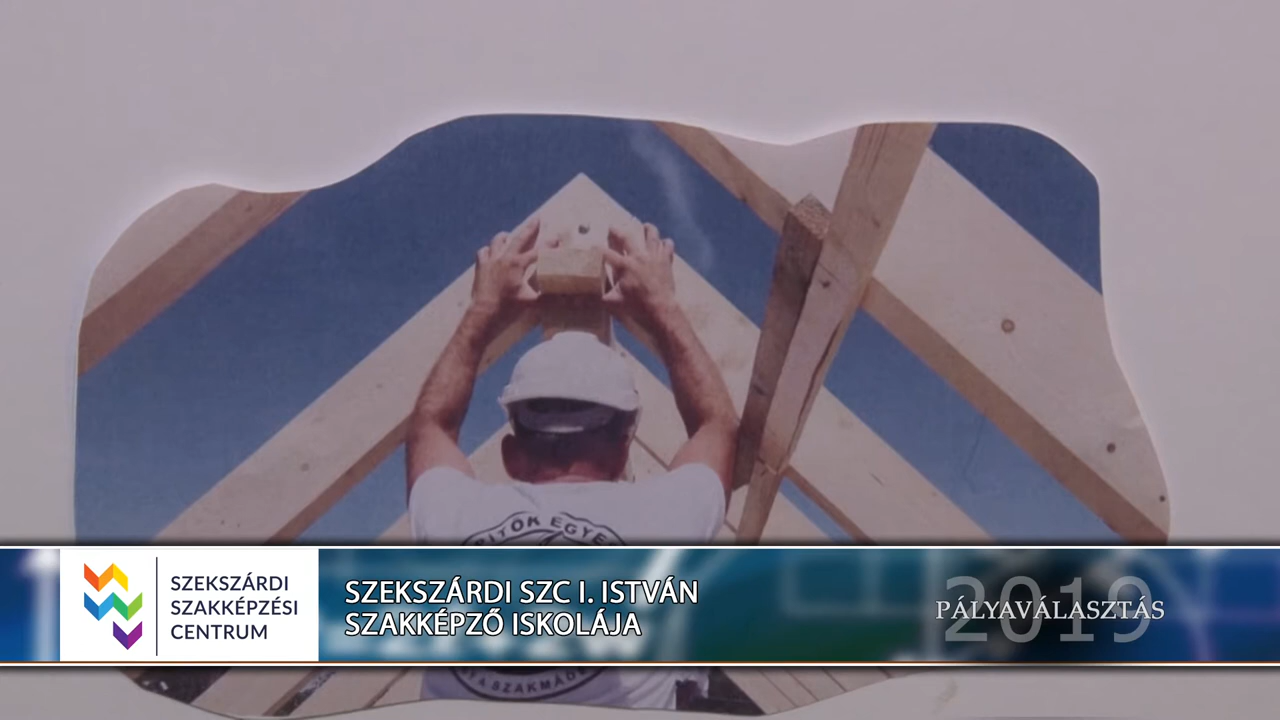 SZEKSZÁRDI
SZAKKÉPZÉSI
CENTRUM
SZEKSZÁRDI SZC I. ISTVÁN
SZAKKÉPZŐ ISKOLÁJA
2019
PÁLYAVÁLASZTÁS